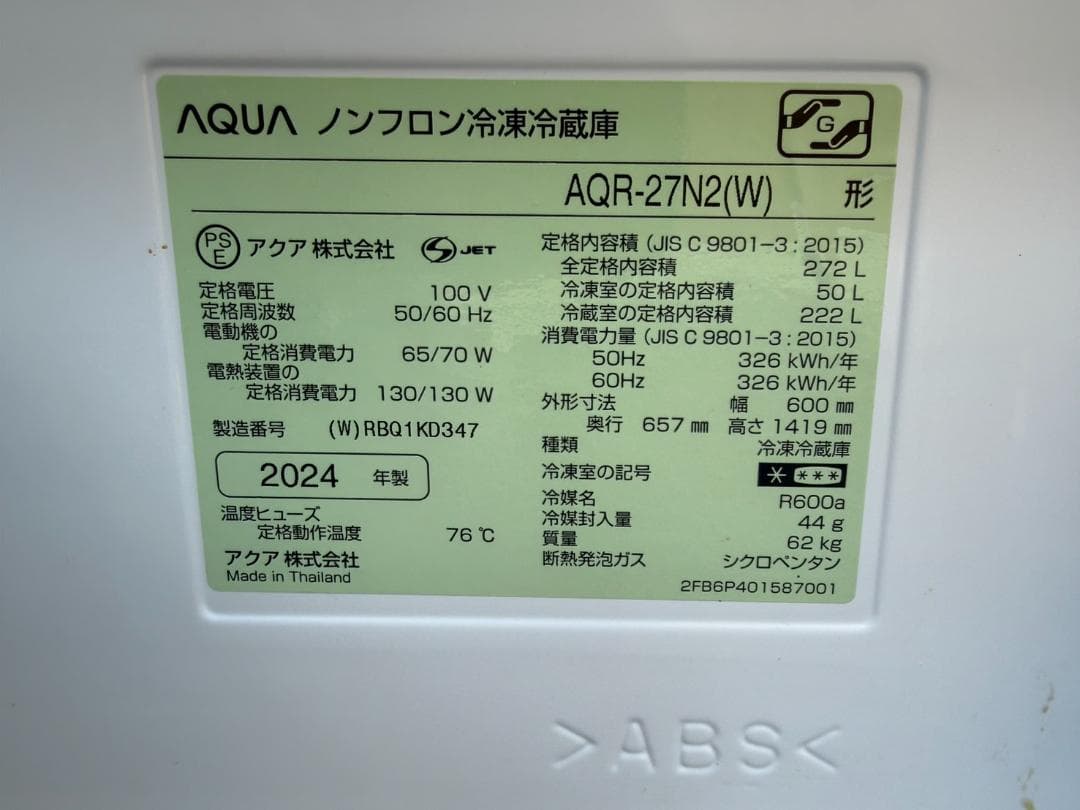 AQUA ノンフロン冷凍冷蔵庫
G
AQR-27N2(W) 形
PSE アクア 株式会社 S JET
定格電圧 100 V
定格周波数 50/60 Hz
電動機の
定格消費電力 65/70 W
電熱装置の
定格消費電力 130/130 W
製造番号 (W)RBQ1KD347
2024 年製
温度ヒューズ
定格動作温度 76 ℃
アクア 株式会社
Made in Thailand
定格内容積 (JIS C 9801-3 : 2015)
全定格内容積 272 L
冷凍室の定格内容積 50 L
冷蔵室の定格内容積 222 L
消費電力量 (JIS C 9801-3 : 2015)
50Hz 326 kWh/年
60Hz 326 kWh/年
外形寸法 幅 600 ㎜
奥行 657 ㎜ 高さ 1419 ㎜
種類 冷凍冷蔵庫
冷凍室の記号 * ***
冷媒名 R600a
冷媒封入量 44 g
質量 62 kg
断熱発泡ガス シクロペンタン
2FB6P401587001
>ABS<